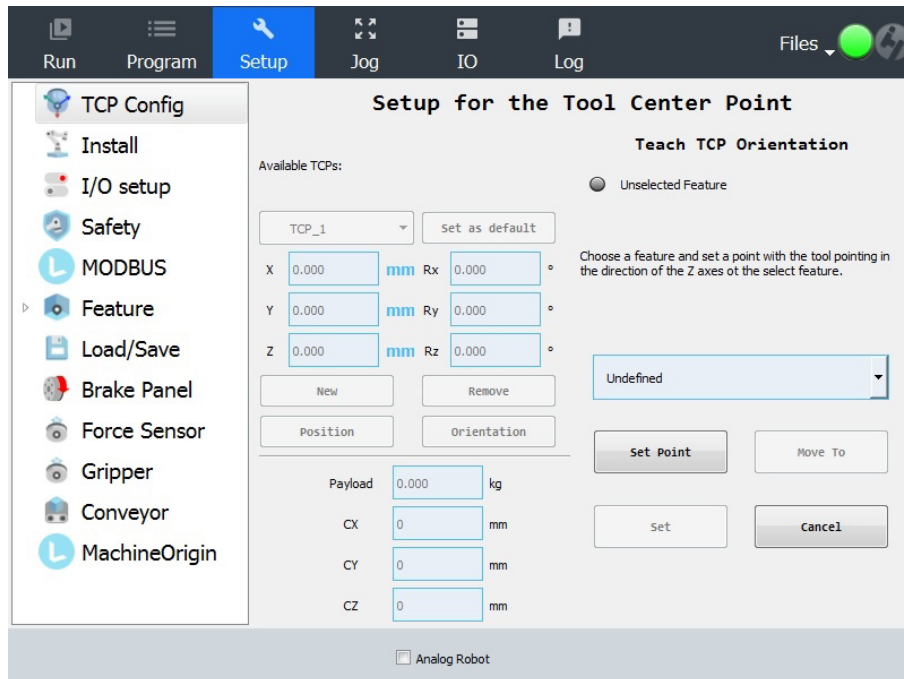 Run
Program
Setup
Jog
IO
Log
Files
TCP Config
Install
I/O setup
Safety
L MODBUS
Feature
Load/Save
Brake Panel
Force Sensor
Gripper
Conveyor
L MachineOrigin
Setup for the Tool Center Point
Available TCPs:
TCP_1
Set as default
X 0.000 mm Rx 0.000 °
Y 0.000 mm Ry 0.000 °
Z 0.000 mm Rz 0.000 °
New
Remove
Position
Orientation
Payload 0.000 kg
CX 0 mm
CY 0 mm
CZ 0 mm
Teach TCP Orientation
Unselected Feature
Choose a feature and set a point with the tool pointing in
the direction of the Z axes ot the select feature.
Undefined
Set Point
Move To
Set
Cancel
Analog Robot